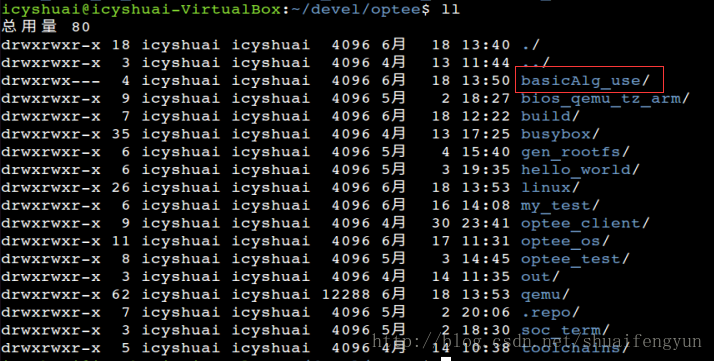 icyshuai@icyshuai-VirtualBox:~/devel/optee$ ll
总用量 80
drwxrwxr-x 18 icyshuai icyshuai 4096 6月 18 13:40 ./
drwxrwxr-x 3 icyshuai icyshuai 4096 4月 13 11:44 ../
drwxrwx--- 4 icyshuai icyshuai 4096 6月 18 13:50 basicAlg_use/
drwxrwxr-x 9 icyshuai icyshuai 4096 5月 2 18:27 bios_qemu_tz_arm/
drwxrwxr-x 7 icyshuai icyshuai 4096 6月 18 12:22 build/
drwxrwxr-x 35 icyshuai icyshuai 4096 4月 13 17:25 busybox/
drwxrwxr-x 6 icyshuai icyshuai 4096 5月 4 15:40 gen_rootfs/
drwxrwxr-x 6 icyshuai icyshuai 4096 5月 3 19:35 hello_world/
drwxrwxr-x 26 icyshuai icyshuai 4096 6月 18 13:53 linux/
drwxrwxr-x 6 icyshuai icyshuai 4096 6月 16 14:08 my_test/
drwxrwxr-x 9 icyshuai icyshuai 4096 4月 30 23:41 optee_client/
drwxrwxr-x 11 icyshuai icyshuai 4096 6月 17 11:31 optee_os/
drwxrwxr-x 8 icyshuai icyshuai 4096 5月 3 14:45 optee_test/
drwxrwxr-x 3 icyshuai icyshuai 4096 4月 14 11:35 out/
drwxrwxr-x 62 icyshuai icyshuai 12288 6月 18 13:53 qemu/
drwxrwxr-x 7 icyshuai icyshuai 4096 5月 2 20:06 .repo/
drwxrwxr-x 3 icyshuai icyshuai 4096 5月 2 18:30 soc_term/
drwxrwxr-x 5 icyshuai icyshuai 4096 4月 14 10:38 toolchains/
http://blog.csdn.net/shuaifengyun